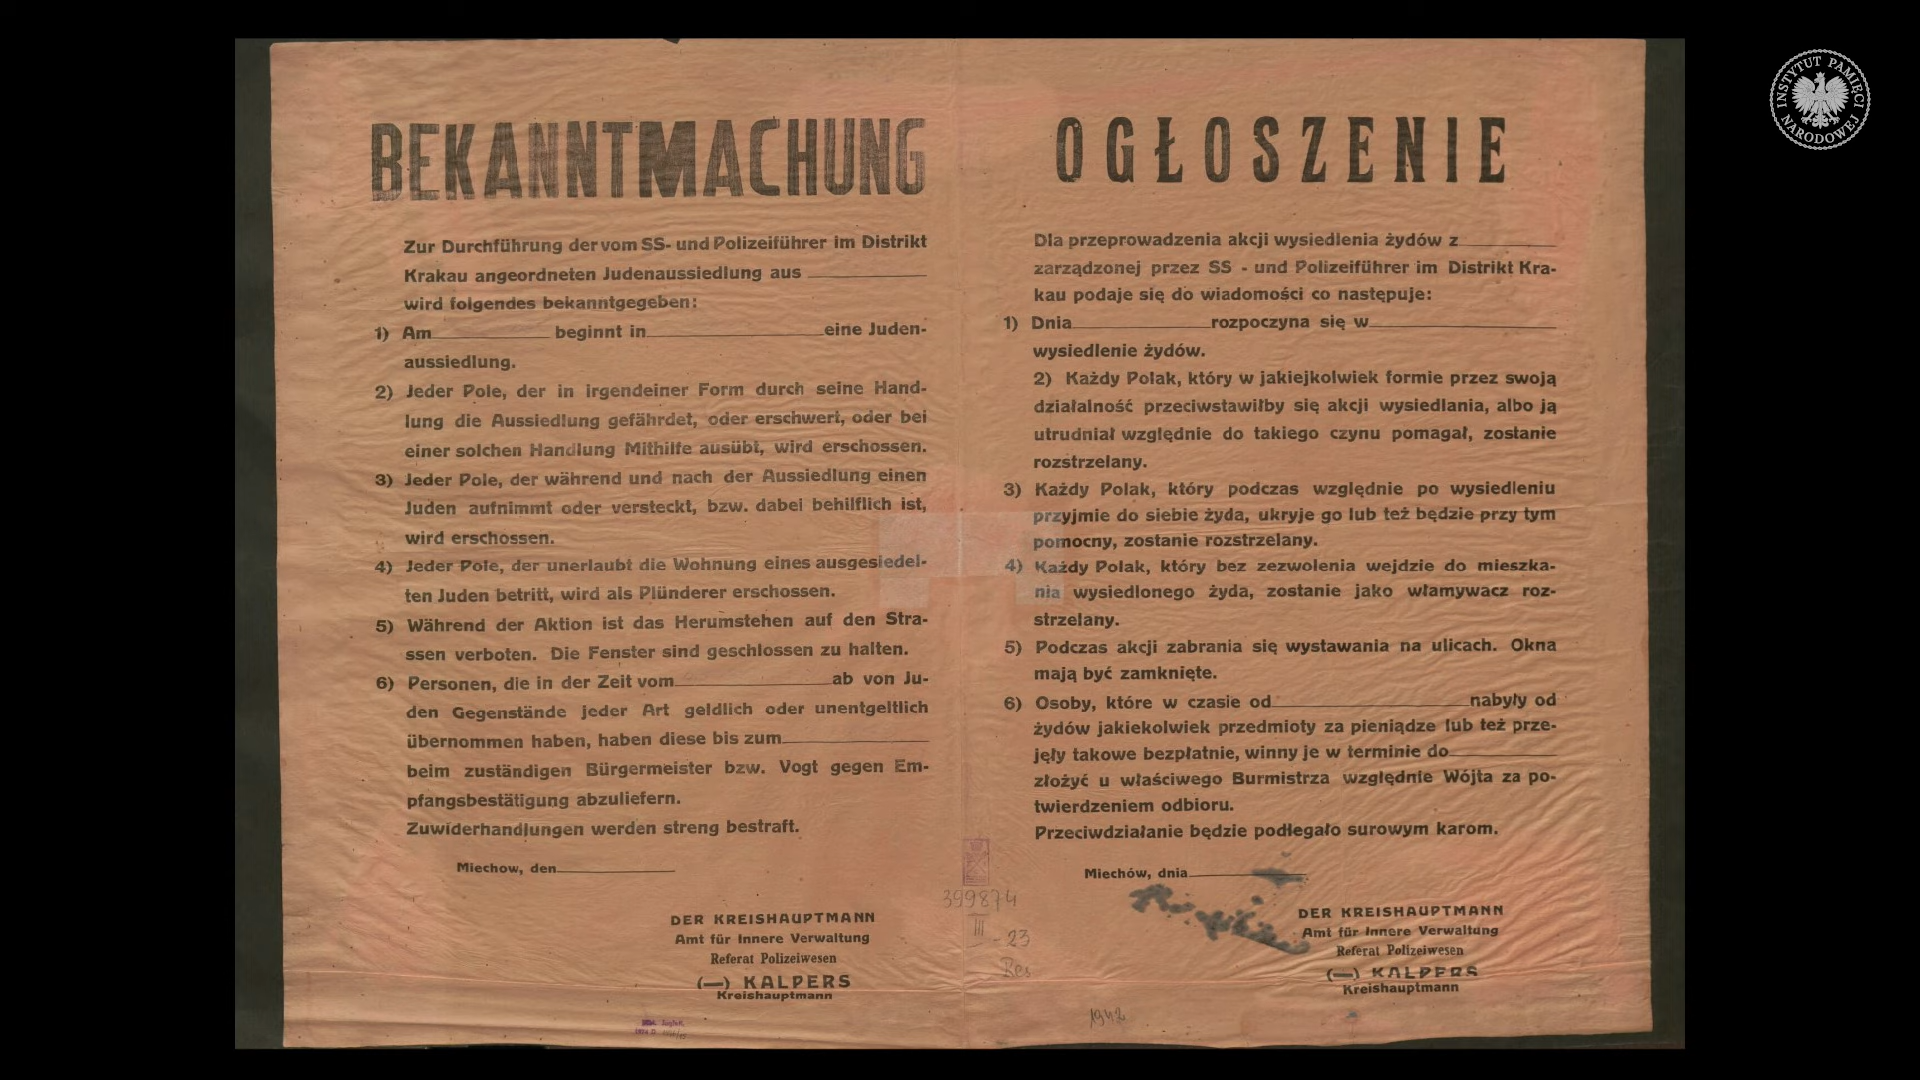 INSTYTUT PAMIĘCI NARODOWEJ
BEKANNTMACHUNG
Zur Durchführung der vom SS- und Polizeiführer im Distrikt
Krakau angeordneten Judenaussiedlung aus
wird folgendes bekanntgegeben:
1) Am beginnt in eine Juden-
aussiedlung.
2) Jeder Pole, der in irgendeiner Form durch seine Hand-
lung die Aussiedlung gefährdet, oder erschwert, oder bei
einer solchen Handlung Mithilfe ausübt, wird erschossen.
3) Jeder Pole, der während und nach der Aussiedlung einen
Juden aufnimmt oder versteckt, bzw. dabei behilflich ist,
wird erschossen.
4) Jeder Pole, der unerlaubt die Wohnung eines ausgesiedel-
ten Juden betritt, wird als Plünderer erschossen.
5) Während der Aktion ist das Herumstehen auf den Stra-
ssen verboten. Die Fenster sind geschlossen zu halten.
6) Personen, die in der Zeit vom ab von Ju-
den Gegenstände jeder Art geldlich oder unentgeltlich
übernommen haben, haben diese bis zum
beim zuständigen Bürgermeister bzw. Vogt gegen Em-
pfangsbestätigung abzuliefern.
Zuwiderhandlungen werden streng bestraft.
Miechow, den
DER KREISHAUPTMANN
Amt für Innere Verwaltung
Referat Polizeiwesen
(—) KALPERS
Kreishauptmann
OGŁOSZENIE
Dla przeprowadzenia akcji wysiedlenia żydów z
zarządzonej przez SS - und Polizeiführer im Distrikt Kra-
kau podaje się do wiadomości co następuje:
1) Dnia rozpoczyna się w
wysiedlenie żydów.
2) Każdy Polak, który w jakiejkolwiek formie przez swoją
działalność przeciwstawiłby się akcji wysiedlania, albo ją
utrudniał względnie do takiego czynu pomagał, zostanie
rozstrzelany.
3) Każdy Polak, który podczas względnie po wysiedleniu
przyjmie do siebie żyda, ukryje go lub też będzie przy tym
pomocny, zostanie rozstrzelany.
4) Każdy Polak, który bez zezwolenia wejdzie do mieszka-
nia wysiedlonego żyda, zostanie jako włamywacz roz-
strzelany.
5) Podczas akcji zabrania się wystawania na ulicach. Okna
mają być zamknięte.
6) Osoby, które w czasie od nabyły od
żydów jakiekolwiek przedmioty za pieniądze lub też prze-
jęły takowe bezpłatnie, winny je w terminie do
złożyć u właściwego Burmistrza względnie Wójta za po-
twierdzeniem odbioru.
Przeciwdziałanie będzie podlegało surowym karom.
Miechów, dnia
DER KREISHAUPTMANN
Amt für Innere Verwaltung
Referat Polizeiwesen
(—) KALPERS
Kreishauptmann
399874
III
- 23
Res
1942